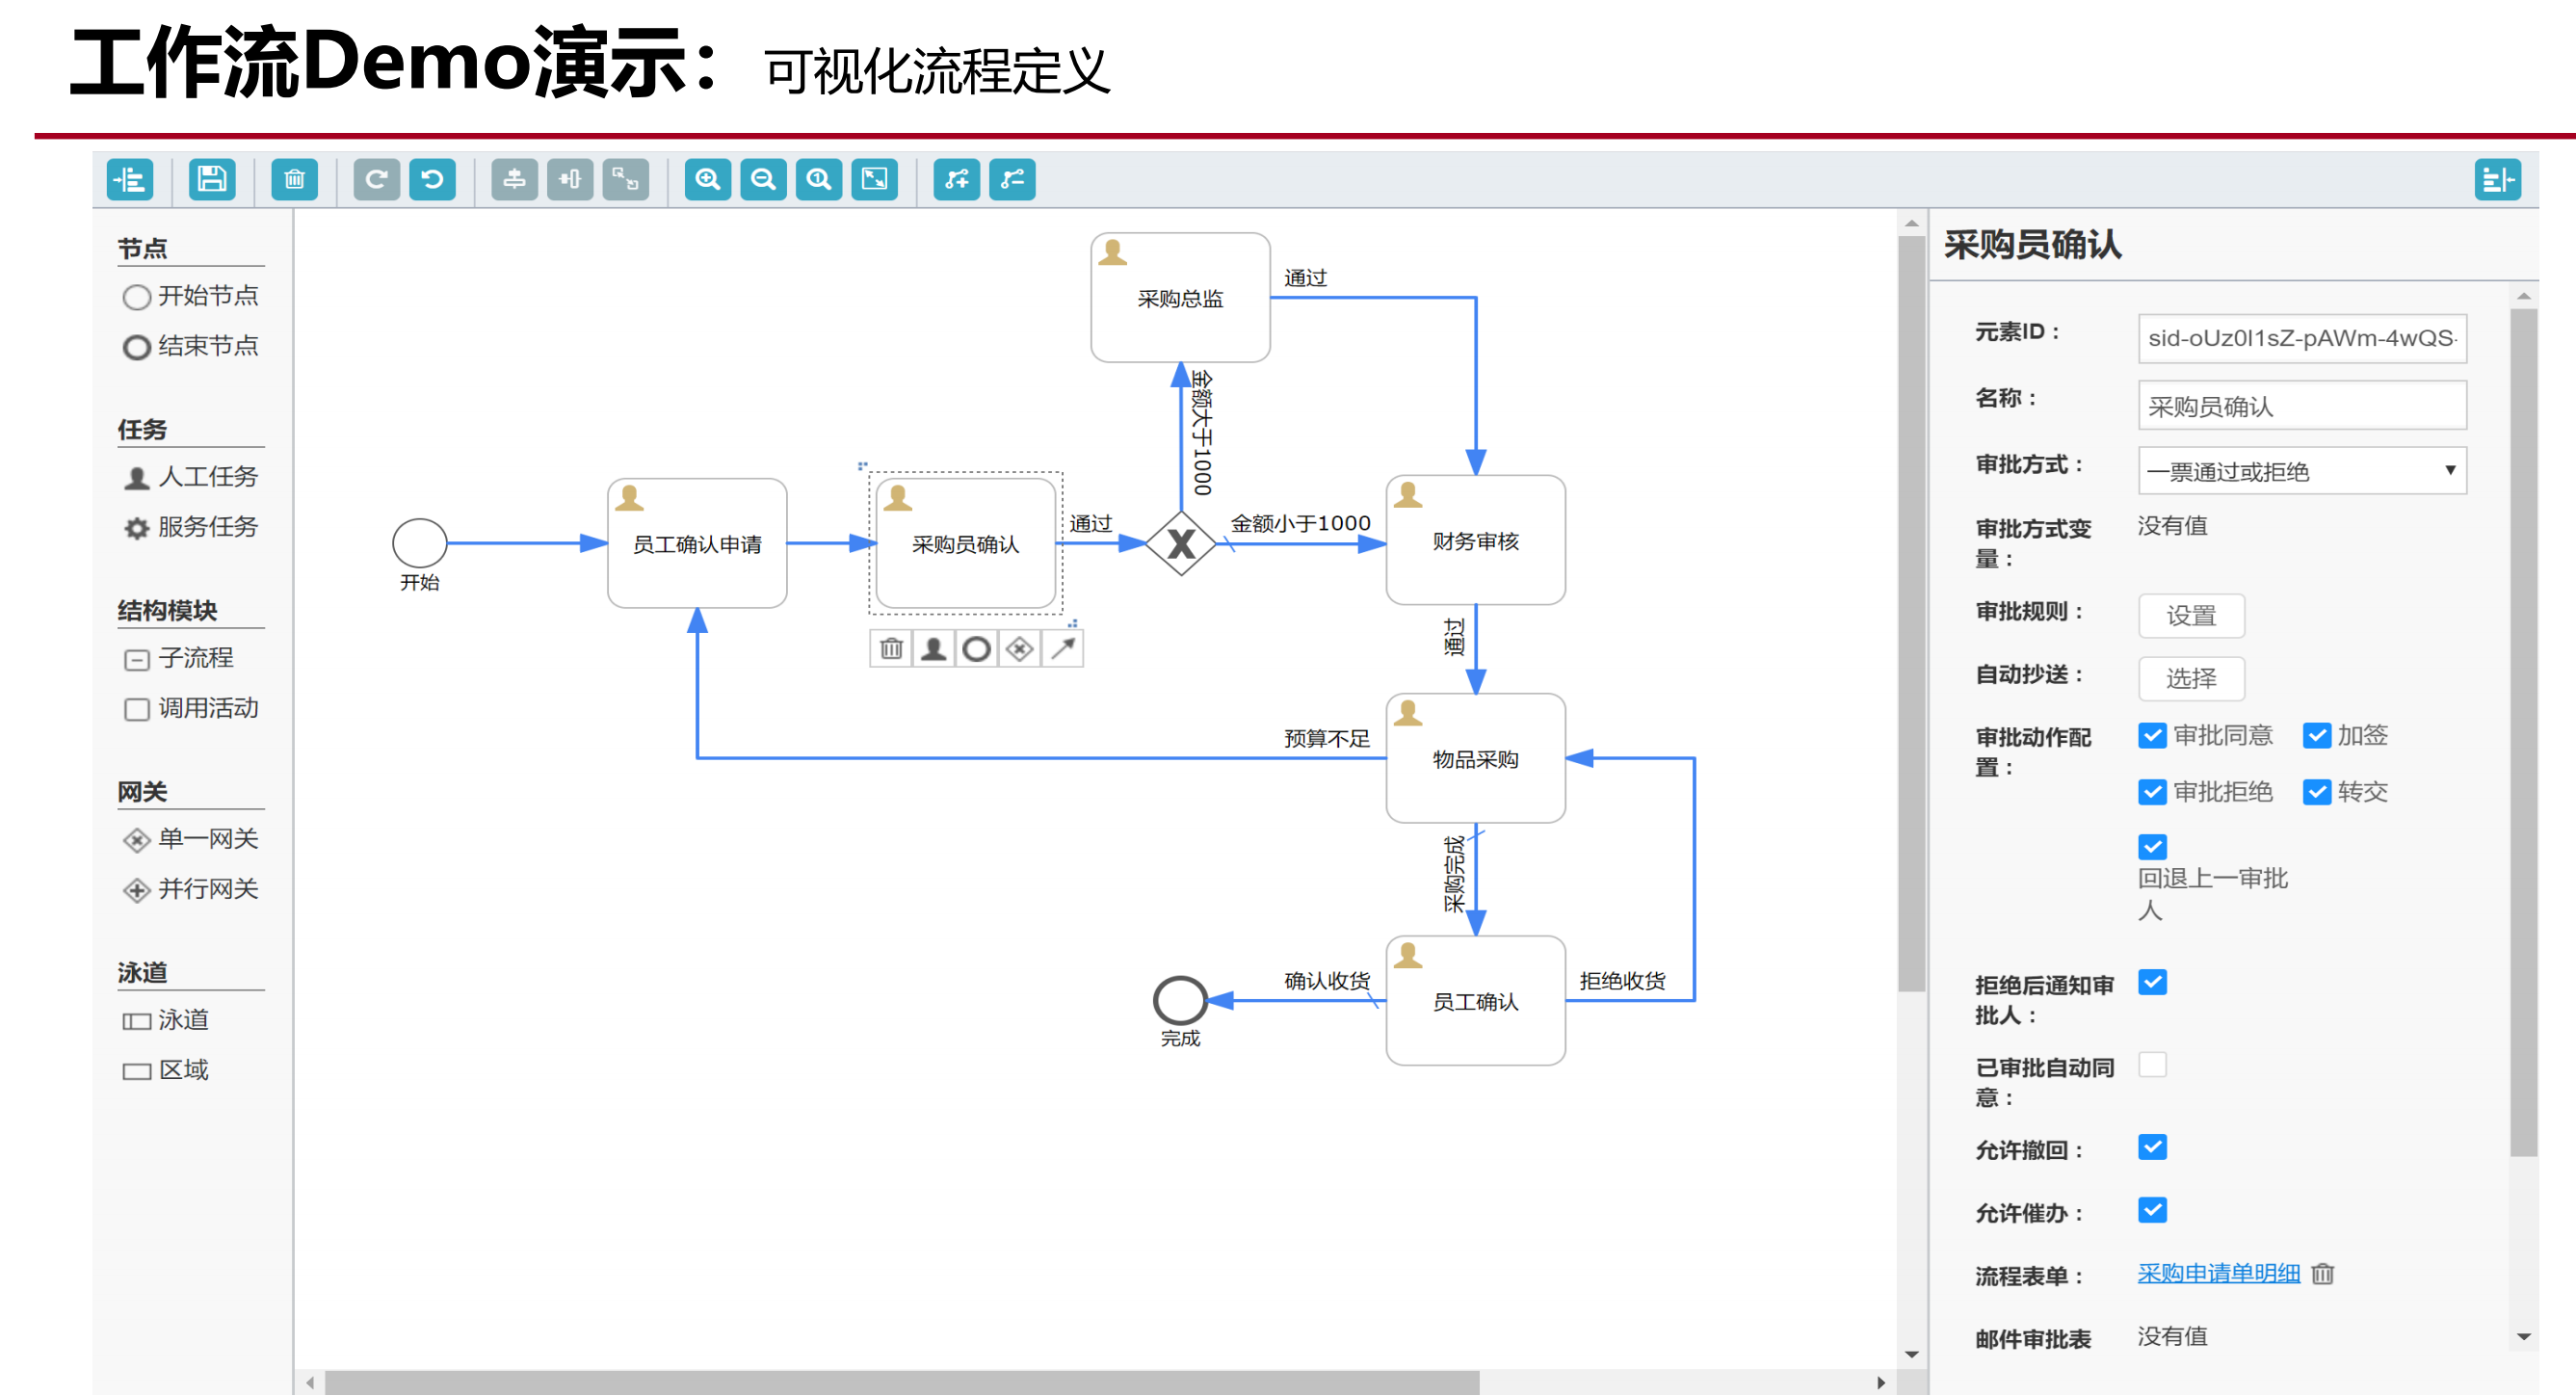 工作流Demo演示：可视化流程定义
节点
开始节点
结束节点
任务
人工任务
服务任务
结构模块
子流程
调用活动
网关
单一网关
并行网关
泳道
泳道
区域
采购总监
通过
金额大于1000
开始
员工确认申请
采购员确认
通过
金额小于1000
财务审核
通过
预算不足
物品采购
采购完成
确认收货
员工确认
拒绝收货
完成
采购员确认
元素ID：
sid-oUz0l1sZ-pAWm-4wQS-
名称：
采购员确认
审批方式：
一票通过或拒绝
审批方式变
量：
没有值
审批规则：
设置
自动抄送：
选择
审批动作配
置：
审批同意 加签
审批拒绝 转交
回退上一审批
人
拒绝后通知审
批人：
已审批自动同
意：
允许撤回：
允许催办：
流程表单：
采购申请单明细
邮件审批表
没有值